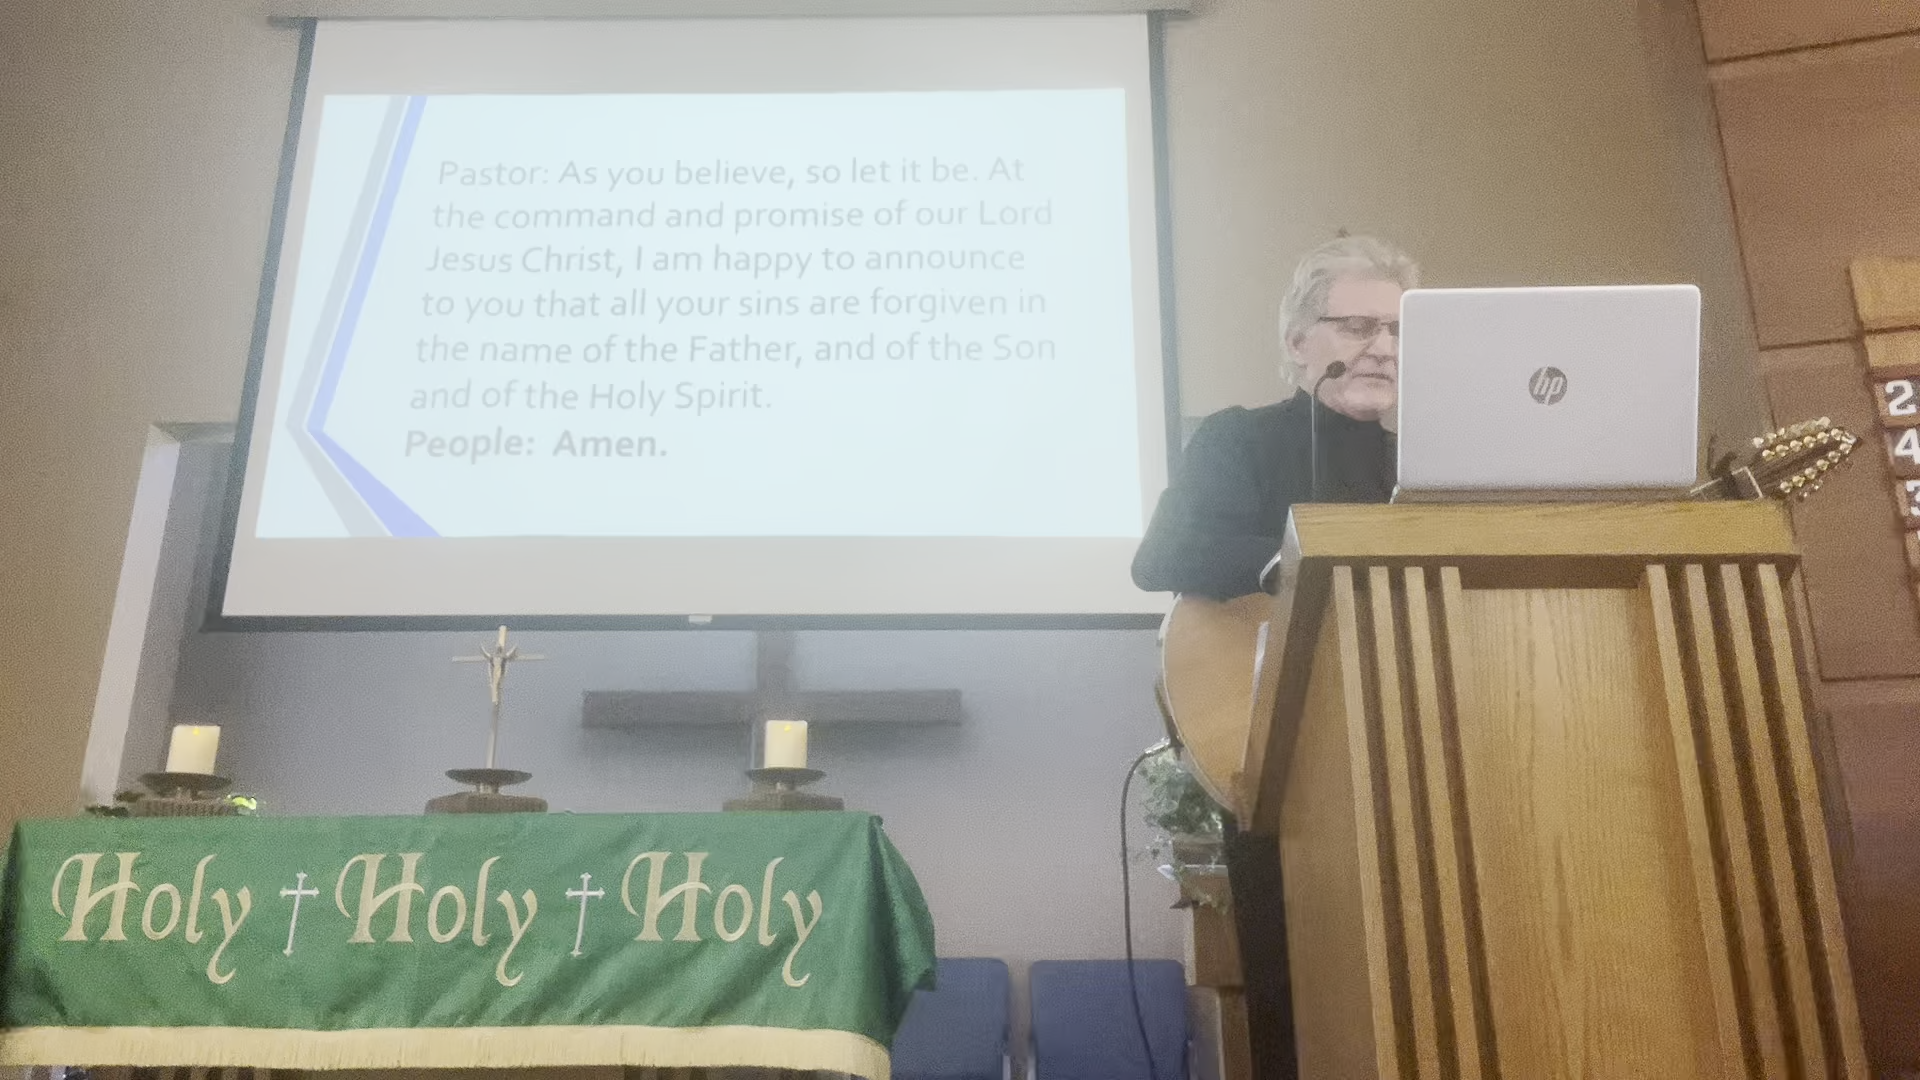 Pastor: As you believe, so let it be. At
the command and promise of our Lord
Jesus Christ, I am happy to announce
to you that all your sins are forgiven in
the name of the Father, and of the Son
and of the Holy Spirit.
People: Amen.
hp
2
4
3
Holy Holy Holy